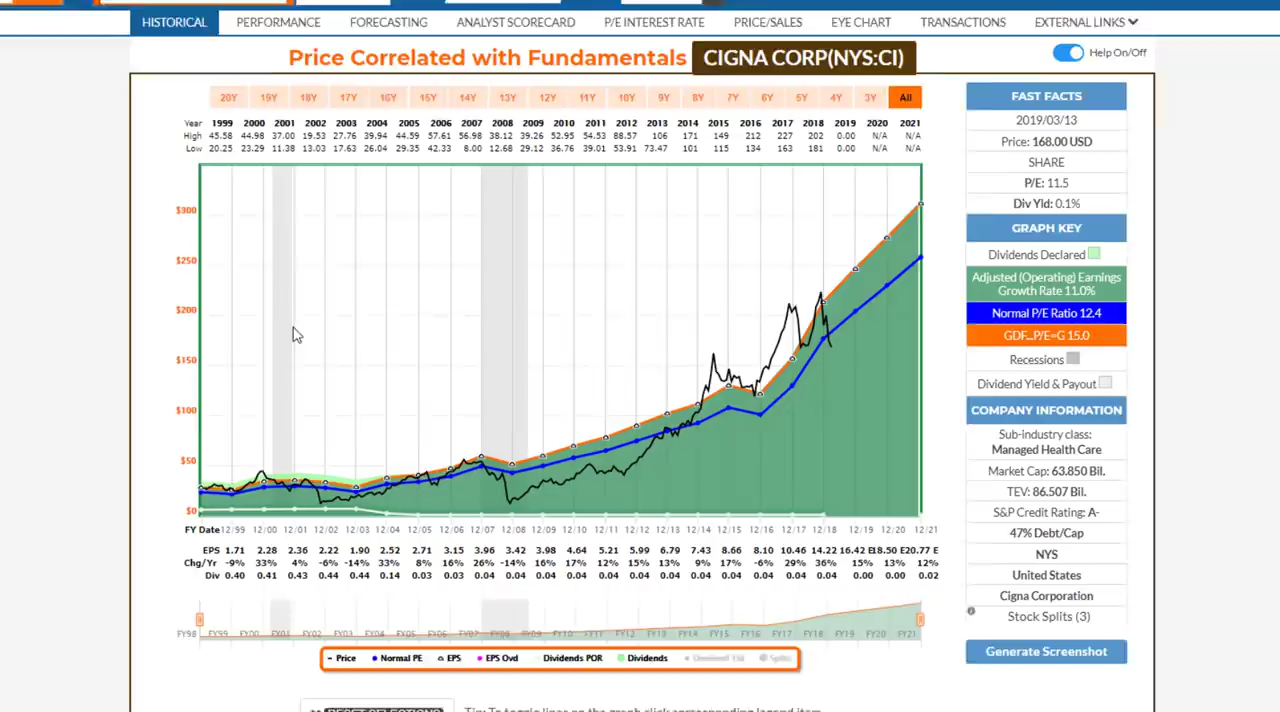 HISTORICAL PERFORMANCE FORECASTING ANALYST SCORECARD P/E INTEREST RATE PRICE/SALES EYE CHART TRANSACTIONS EXTERNAL LINKS
Price Correlated with Fundamentals CIGNA CORP(NYS:CI)
Help On/Off
20Y 19Y 18Y 17Y 16Y 15Y 14Y 13Y 12Y 11Y 10Y 9Y 8Y 7Y 6Y 5Y 4Y 3Y All
Year 1999 2000 2001 2002 2003 2004 2005 2006 2007 2008 2009 2010 2011 2012 2013 2014 2015 2016 2017 2018 2019 2020 2021
High 45.58 44.98 37.00 19.53 27.76 39.94 44.59 57.61 56.98 38.12 39.26 52.95 54.53 88.57 106 171 149 212 227 202 0.00 N/A N/A
Low 20.25 23.29 11.38 13.03 17.63 26.04 29.35 42.33 8.00 12.68 29.12 36.76 39.01 53.91 73.47 101 115 134 163 181 0.00 N/A N/A
$300
$250
$200
$150
$100
$50
$0
FY Date 12/99 12/00 12/01 12/02 12/03 12/04 12/05 12/06 12/07 12/08 12/09 12/10 12/11 12/12 12/13 12/14 12/15 12/16 12/17 12/18 12/19 12/20 12/21
EPS 1.71 2.28 2.36 2.22 1.90 2.52 2.71 3.15 3.96 3.42 3.98 4.64 5.21 5.99 6.79 7.43 8.66 8.10 10.46 14.22 16.42 E 18.50 E 20.77 E
Chg/Yr -9% 33% 4% -6% -14% 33% 8% 16% 26% -14% 16% 17% 12% 15% 13% 9% 17% -6% 29% 36% 15% 13% 12%
Div 0.40 0.41 0.43 0.44 0.44 0.14 0.03 0.03 0.04 0.04 0.04 0.04 0.04 0.04 0.04 0.04 0.04 0.04 0.04 0.04 0.00 0.00 0.02
FY98 FY99 FY00 FY01 FY02 FY03 FY04 FY05 FY06 FY07 FY08 FY09 FY10 FY11 FY12 FY13 FY14 FY15 FY16 FY17 FY18 FY19 FY20 FY21
Price Normal PE EPS EPS Ovd Dividends POR Dividends Dividend Yld Splits
RESET SELECTIONS Tip: To toggle lines on the graph click corresponding legend item
FAST FACTS
2019/03/13
Price: 168.00 USD
SHARE
P/E: 11.5
Div Yld: 0.1%
GRAPH KEY
Dividends Declared
Adjusted (Operating) Earnings
Growth Rate 11.0%
Normal P/E Ratio 12.4
GDF...P/E=G 15.0
Recessions
Dividend Yield & Payout
COMPANY INFORMATION
Sub-industry class:
Managed Health Care
Market Cap: 63.850 Bil.
TEV: 86.507 Bil.
S&P Credit Rating: A-
47% Debt/Cap
NYS
United States
Cigna Corporation
Stock Splits (3)
Generate Screenshot